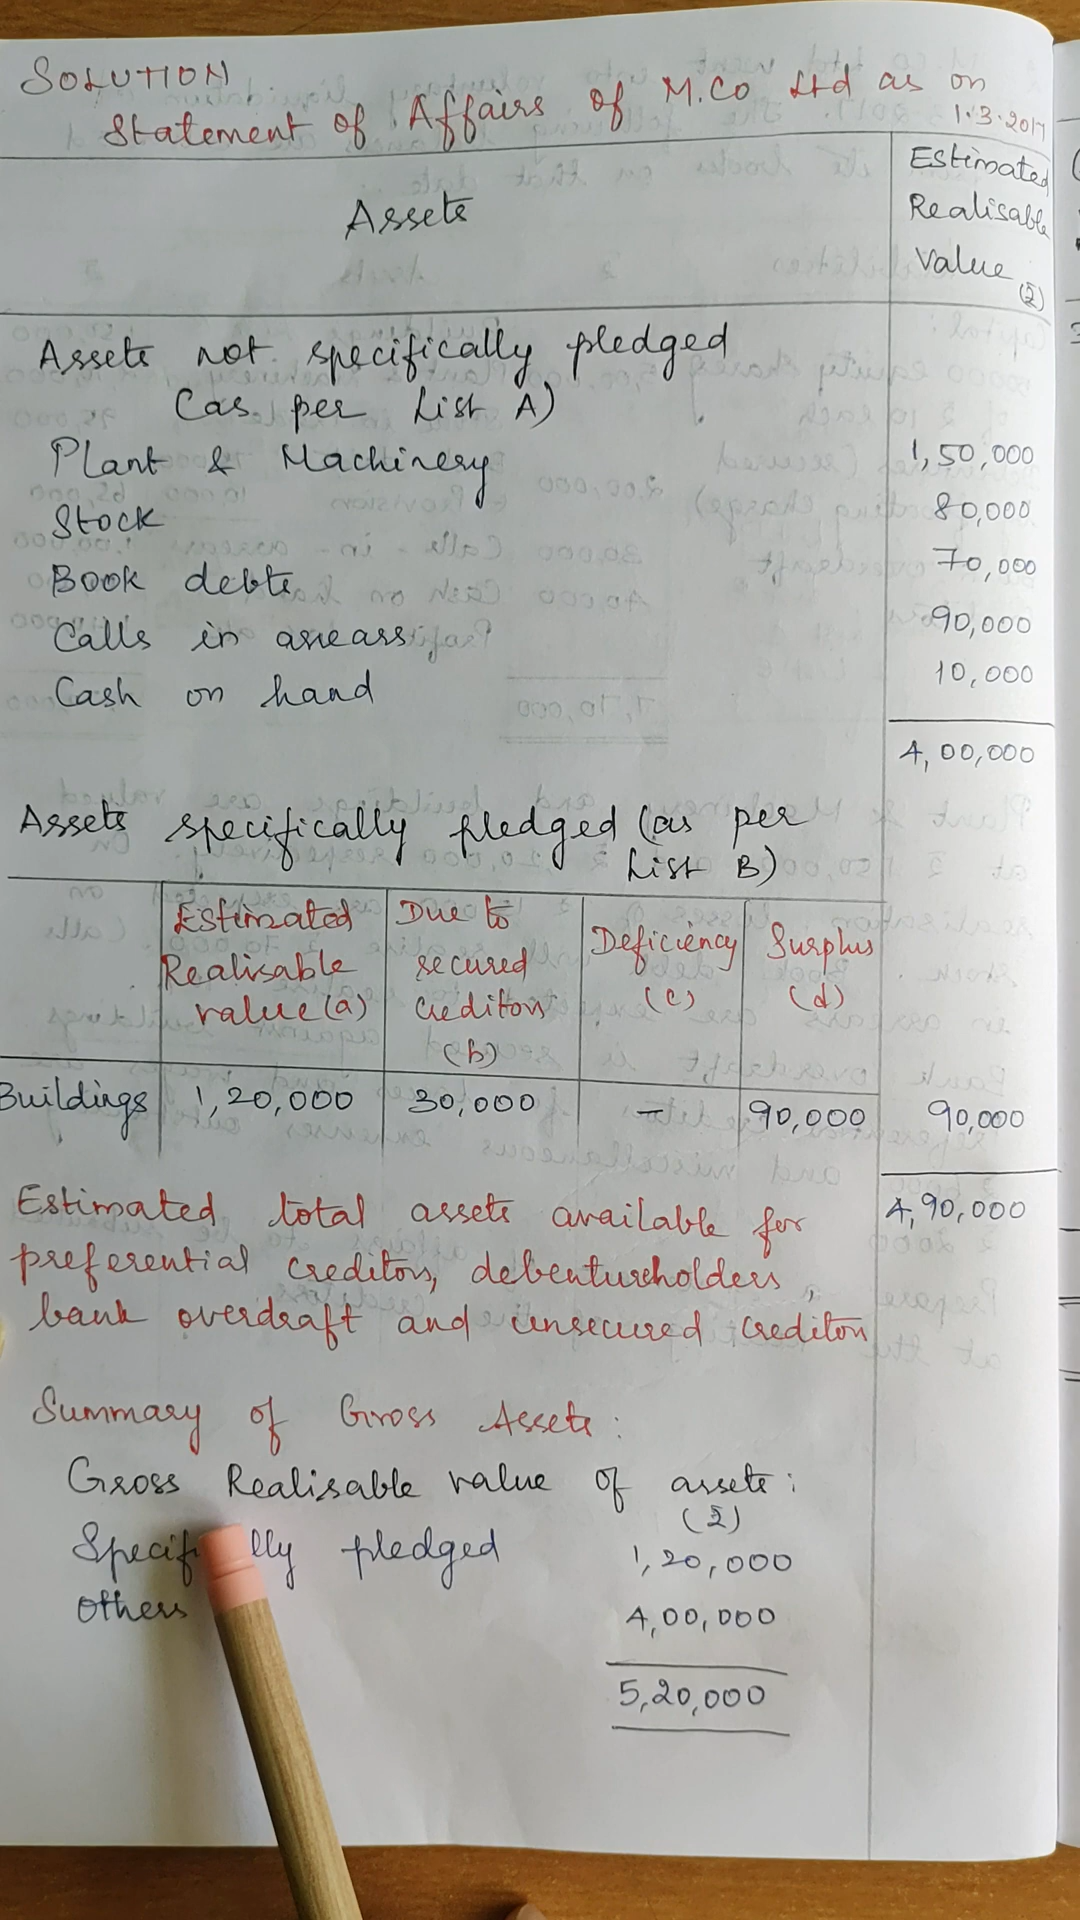 SOLUTION
Statement of Affairs of M.Co Ltd as on
1.3.2017
Assets
Estimated
Realisable
Value
(₹)
Assets not specifically pledged
(as per List A)
Plant & Machinery 1,50,000
Stock 80,000
Book debts 70,000
Calls in arrears 90,000
Cash on hand 10,000
4,00,000
Assets specifically pledged (as per
List B)
Estimated Realisable value (a)
Due to secured creditors (b)
Deficiency (c)
Surplus (d)
Buildings 1,20,000 30,000 – 90,000 90,000
Estimated total assets available for 4,90,000
preferential creditors, debentureholders,
bank overdraft and unsecured creditors
Summary of Gross Assets:
Gross Realisable value of assets:
(₹)
pledged 1,20,000
Others 4,00,000
5,20,000